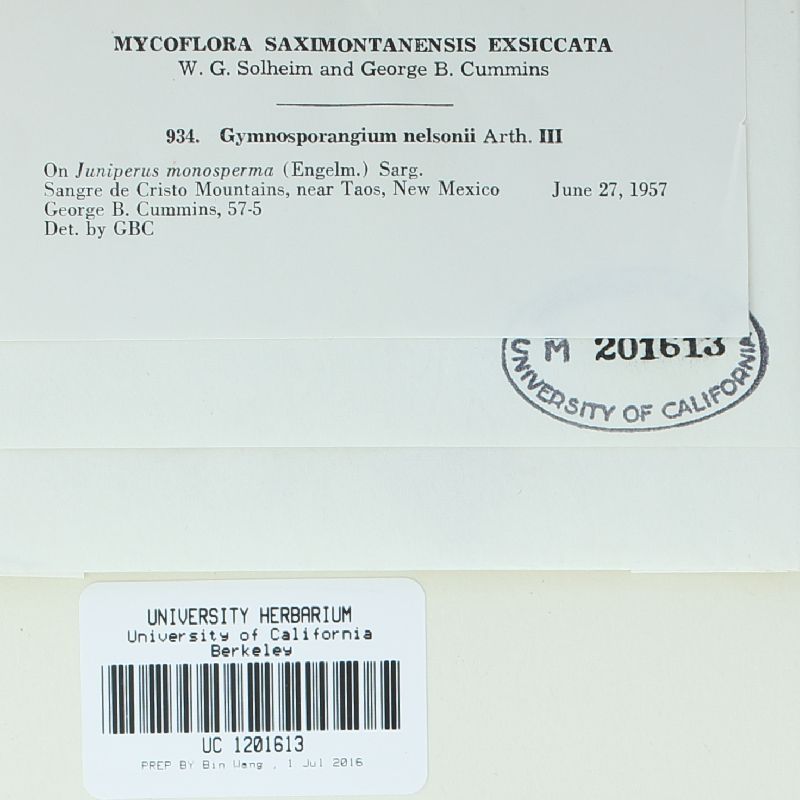 MYCOFLORA SAXIMONTANENSIS EXSICCATA
W. G. Solheim and George B. Cummins
934. Gymnosporangium nelsonii Arth. III
On Juniperus monosperma (Engelm.) Sarg.
Sangre de Cristo Mountains, near Taos, New Mexico June 27, 1957
George B. Cummins, 57-5
Det. by GBC
M 201613
UNIVERSITY OF CALIFORNIA
UNIVERSITY HERBARIUM
University of California
Berkeley
UC 1201613
PREP BY Bin Wang , 1 Jul 2016